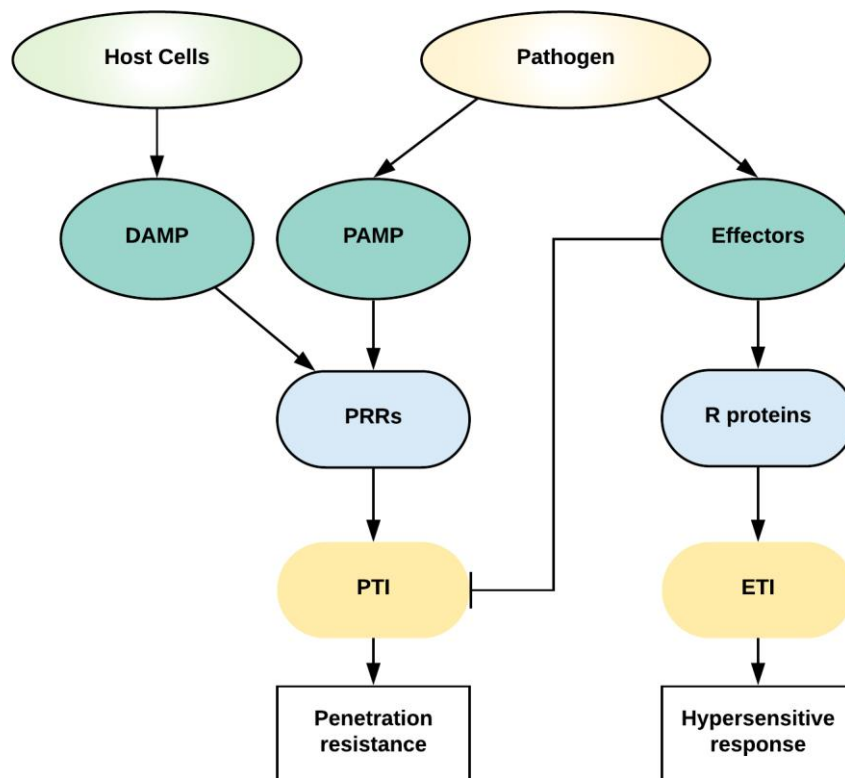 Host Cells
Pathogen
DAMP
PAMP
Effectors
PRRs
R proteins
PTI
ETI
Penetration
resistance
Hypersensitive
response